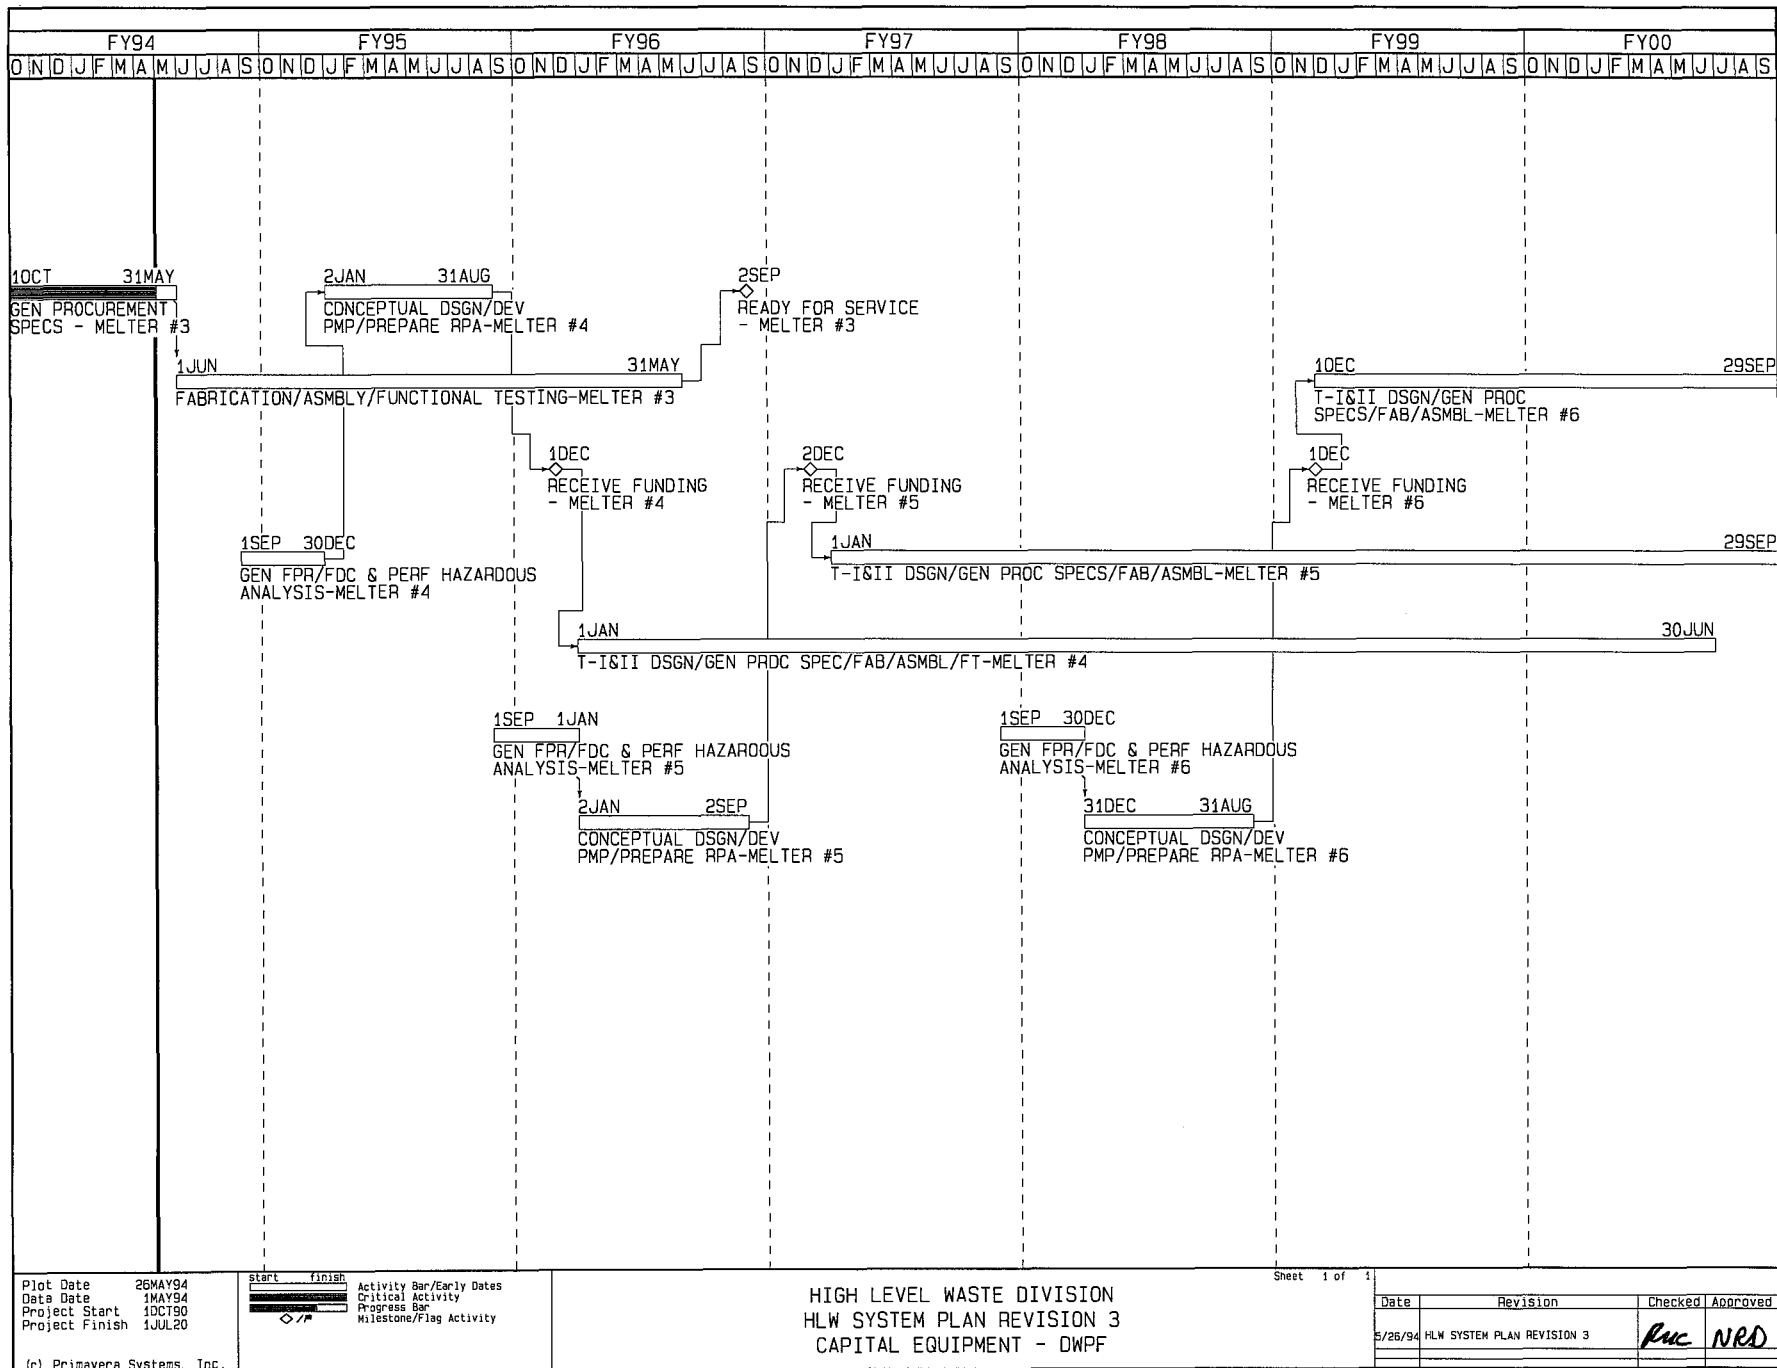 FY94 FY95 FY96 FY97 FY98 FY99 FY00
O N D J F M A M J J A S O N D J F M A M J J A S O N D J F M A M J J A S O N D J F M A M J J A S O N D J F M A M J J A S O N D J F M A M J J A S O N D J F M A M J J A S
1OCT 31MAY
GEN PROCUREMENT
SPECS - MELTER #3
2JAN 31AUG
CONCEPTUAL DSGN/DEV
PMP/PREPARE RPA-MELTER #4
2SEP
READY FOR SERVICE
- MELTER #3
1JUN 31MAY
FABRICATION/ASMBLY/FUNCTIONAL TESTING-MELTER #3
1DEC 29SEP
T-I&II DSGN/GEN PROC
SPECS/FAB/ASMBL-MELTER #6
1DEC
RECEIVE FUNDING
- MELTER #4
2DEC
RECEIVE FUNDING
- MELTER #5
1DEC
RECEIVE FUNDING
- MELTER #6
1SEP 30DEC
GEN FPR/FDC & PERF HAZARDOUS
ANALYSIS-MELTER #4
1JAN 29SEP
T-I&II DSGN/GEN PROC SPECS/FAB/ASMBL-MELTER #5
1JAN 30JUN
T-I&II DSGN/GEN PROC SPEC/FAB/ASMBL/FT-MELTER #4
1SEP 1JAN
GEN FPR/FDC & PERF HAZARDOUS
ANALYSIS-MELTER #5
1SEP 30DEC
GEN FPR/FDC & PERF HAZARDOUS
ANALYSIS-MELTER #6
2JAN 2SEP
CONCEPTUAL DSGN/DEV
PMP/PREPARE RPA-MELTER #5
31DEC 31AUG
CONCEPTUAL DSGN/DEV
PMP/PREPARE RPA-MELTER #6
Plot Date 26MAY94
Data Date 1MAY94
Project Start 1OCT90
Project Finish 1JUL20
(c) Primavera Systems, Inc.
start finish
Activity Bar/Early Dates
Critical Activity
Progress Bar
Milestone/Flag Activity
HIGH LEVEL WASTE DIVISION
HLW SYSTEM PLAN REVISION 3
CAPITAL EQUIPMENT - DWPF
Sheet 1 of 1
Date Revision Checked Approved
5/26/94 HLW SYSTEM PLAN REVISION 3 NRD